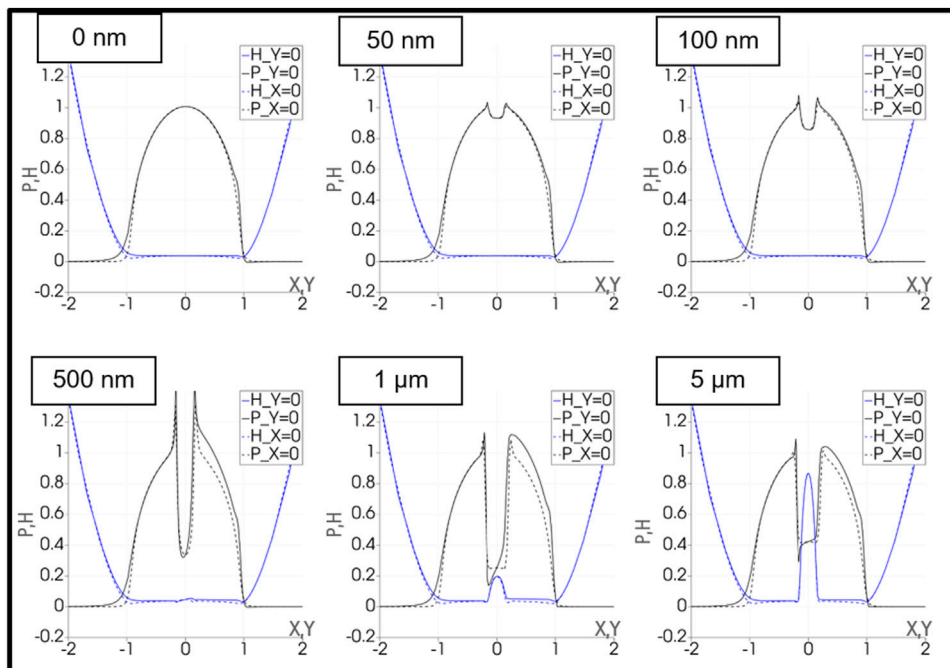 0 nm
50 nm
100 nm
H_Y=0
P_Y=0
H_X=0
P_X=0
H_Y=0
P_Y=0
H_X=0
P_X=0
H_Y=0
P_Y=0
H_X=0
P_X=0
1.2
1
0.8
0.6
0.4
0.2
0
-0.2
P,H
-2 -1 0 1 2
X,Y
1.2
1
0.8
0.6
0.4
0.2
0
-0.2
P,H
-2 -1 0 1 2
X,Y
1.2
1
0.8
0.6
0.4
0.2
0
-0.2
P,H
-2 -1 0 1 2
X,Y
500 nm
1 µm
5 µm
H_Y=0
P_Y=0
H_X=0
P_X=0
H_Y=0
P_Y=0
H_X=0
P_X=0
H_Y=0
P_Y=0
H_X=0
P_X=0
1.2
1
0.8
0.6
0.4
0.2
0
-0.2
P,H
-2 -1 0 1 2
X,Y
1.2
1
0.8
0.6
0.4
0.2
0
-0.2
P,H
-2 -1 0 1 2
X,Y
1.2
1
0.8
0.6
0.4
0.2
0
-0.2
P,H
-2 -1 0 1 2
X,Y